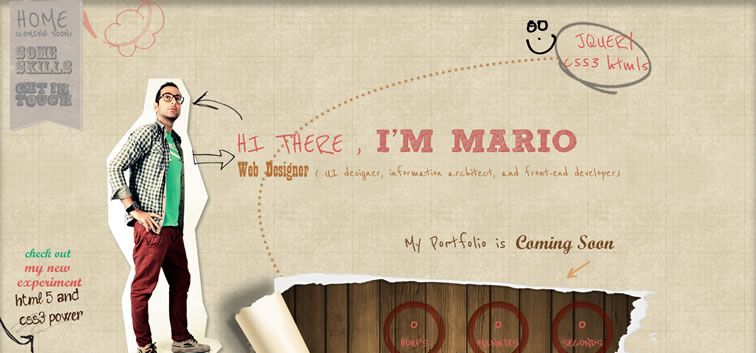 HOME
(COMING SOON)
SOME
SKILLS
GET IN
TOUGH
JQUERY
CSS3 html5
HI THERE , I'M MARIO
Web Designer ( UI designer, information architect, and front-end developer)
My Portfolio is Coming Soon
check out
my new
experiment
html 5 and
css3 power
0 0 0
HOURS MINUTES SECONDS